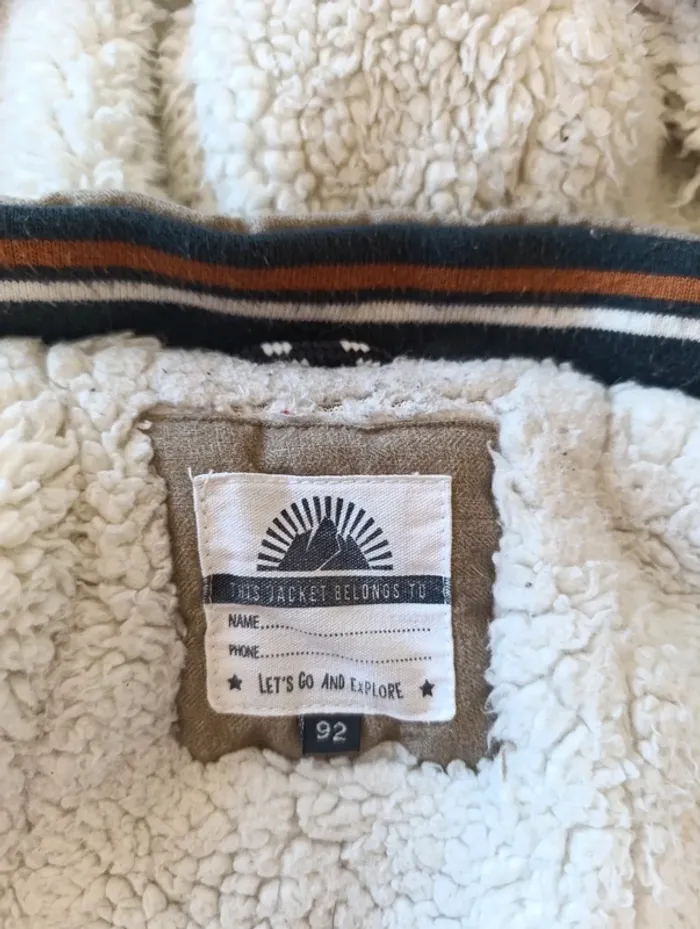 THIS JACKET BELONGS TO
NAME....................................
PHONE....................................
LET'S GO AND EXPLORE
92